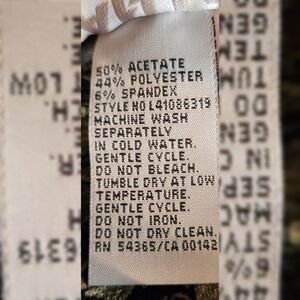 50% ACETATE
44% POLYESTER
6% SPANDEX
STYLE NO L41086319
MACHINE WASH
SEPARATELY
IN COLD WATER.
GENTLE CYCLE.
DO NOT BLEACH.
TUMBLE DRY AT LOW
TEMPERATURE.
GENTLE CYCLE.
DO NOT IRON.
DO NOT DRY CLEAN.
RN 54365/CA 00142